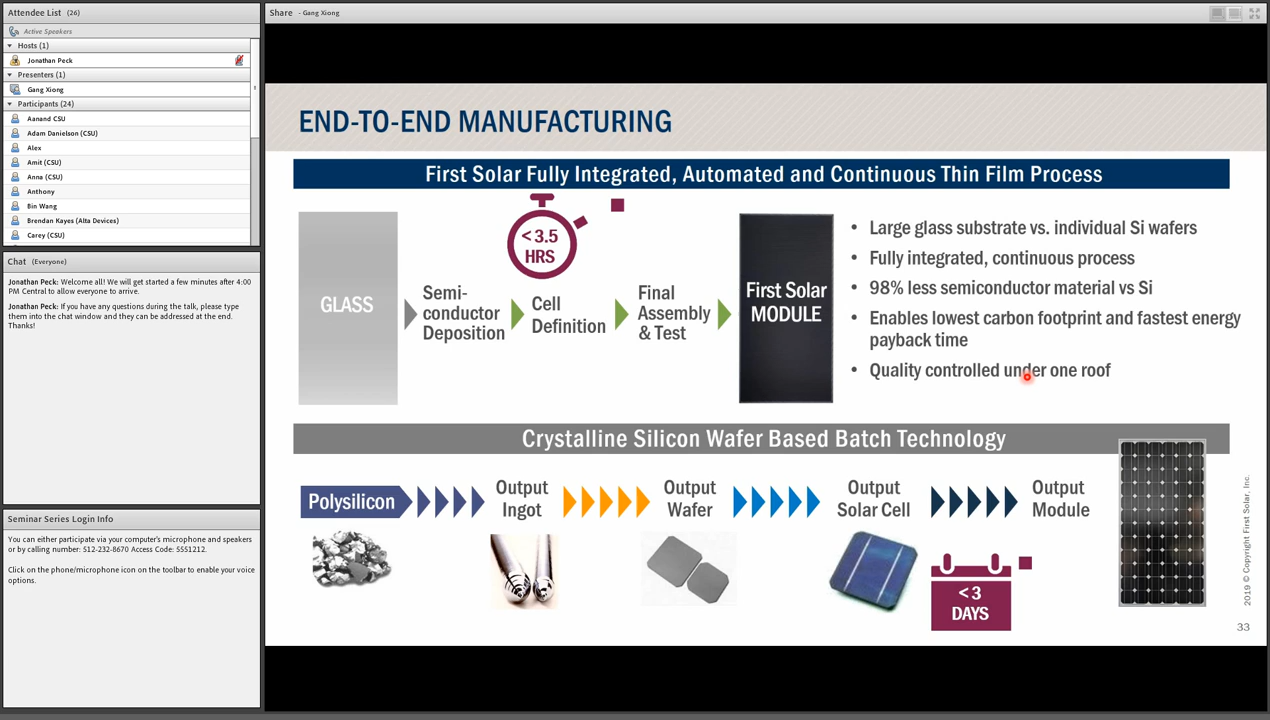 Attendee List (26)
Active Speakers
Hosts (1)
Jonathan Peck
Presenters (1)
Gang Xiong
Participants (24)
Aanand CSU
Adam Danielson (CSU)
Alex
Amit (CSU)
Anna (CSU)
Anthony
Bin Wang
Brendan Kayes (Alta Devices)
Carey (CSU)
Chat (Everyone)
Jonathan Peck: Welcome all! We will get started a few minutes after 4:00
PM Central to allow everyone to arrive.
Jonathan Peck: If you have any questions during the talk, please type
them into the chat window and they can be addressed at the end.
Thanks!
Seminar Series Login Info
You can either participate via your computer's microphone and speakers
or by calling number: 512-232-8670 Access Code: 5551212.
Click on the phone/microphone icon on the toolbar to enable your voice
options.
Share - Gang Xiong
END-TO-END MANUFACTURING
First Solar Fully Integrated, Automated and Continuous Thin Film Process
GLASS
< 3.5
HRS
Semi-
conductor
Deposition
Cell
Definition
Final
Assembly
& Test
First Solar
MODULE
• Large glass substrate vs. individual Si wafers
• Fully integrated, continuous process
• 98% less semiconductor material vs Si
• Enables lowest carbon footprint and fastest energy
payback time
• Quality controlled under one roof
Crystalline Silicon Wafer Based Batch Technology
Polysilicon
Output
Ingot
Output
Wafer
Output
Solar Cell
Output
Module
< 3
DAYS
2019 © Copyright First Solar, Inc.
33